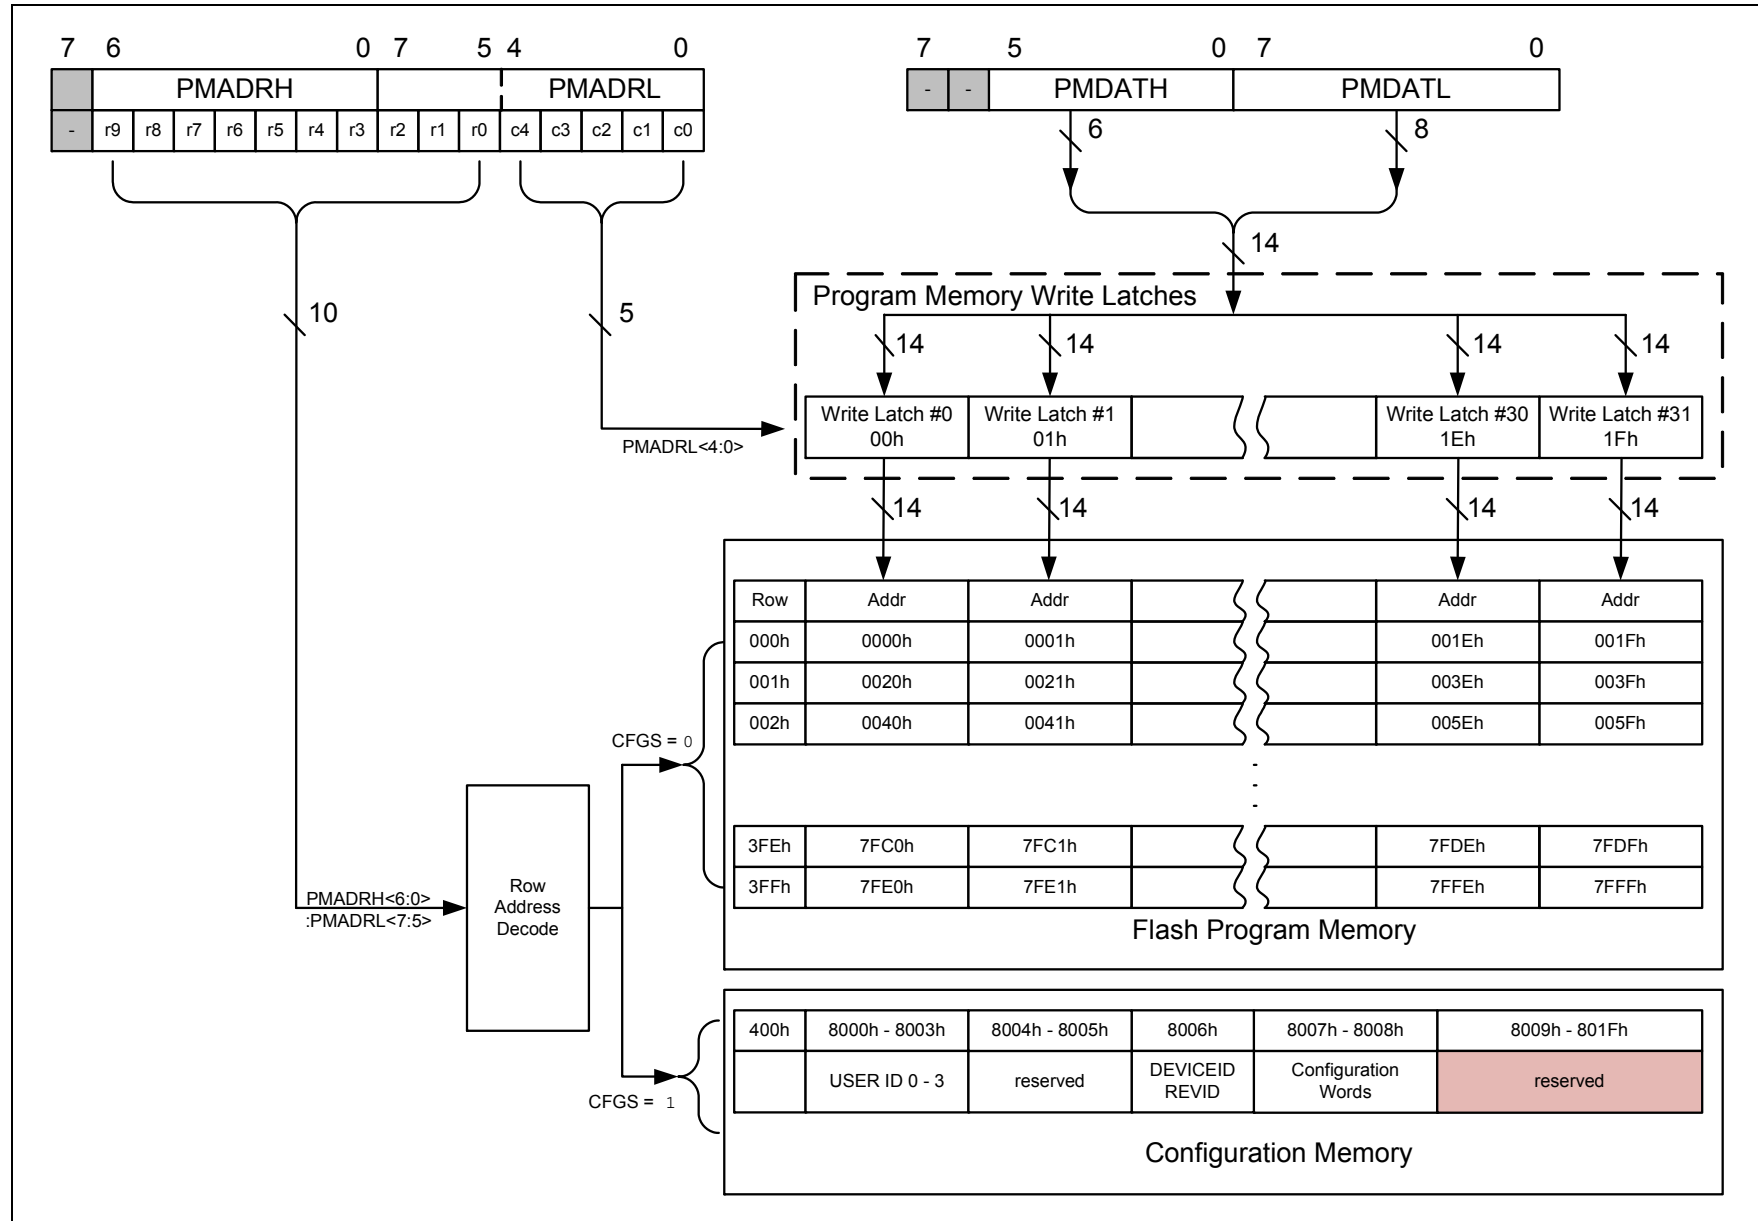 7 6 0 7 5 4 0
PMADRH PMADRL
- r9 r8 r7 r6 r5 r4 r3 r2 r1 r0 c4 c3 c2 c1 c0
7 5 0 7 0
- - PMDATH PMDATL
6 8
14
10
5
PMADRL<4:0>
Program Memory Write Latches
14 14 14 14
Write Latch #0 Write Latch #1 Write Latch #30 Write Latch #31
00h 01h 1Eh 1Fh
14 14 14 14
Row Addr Addr Addr Addr
000h 0000h 0001h 001Eh 001Fh
001h 0020h 0021h 003Eh 003Fh
002h 0040h 0041h 005Eh 005Fh
3FEh 7FC0h 7FC1h 7FDEh 7FDFh
3FFh 7FE0h 7FE1h 7FFEh 7FFFh
Flash Program Memory
CFGS = 0
PMADRH<6:0>
:PMADRL<7:5>
Row
Address
Decode
CFGS = 1
400h 8000h - 8003h 8004h - 8005h 8006h 8007h - 8008h 8009h - 801Fh
USER ID 0 - 3 reserved DEVICEID Configuration reserved
REVID Words
Configuration Memory